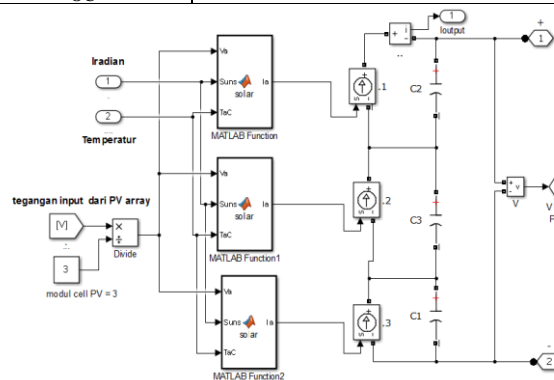 Iradian
1
2
Temperatur
tegangan input dari PV array
[V]
×
÷
Divide
3
modul cell PV = 3
Va
Suns
TaC
solar
Ia
MATLAB Function
Va
Suns
TaC
solar
Ia
MATLAB Function1
Va
Suns
TaC
solar
Ia
MATLAB Function2
s
.1
s
.2
s
.3
+
i
-
1
Ioutput
C2
C3
C1
+
-
v
V
+
1
V
P
-
2